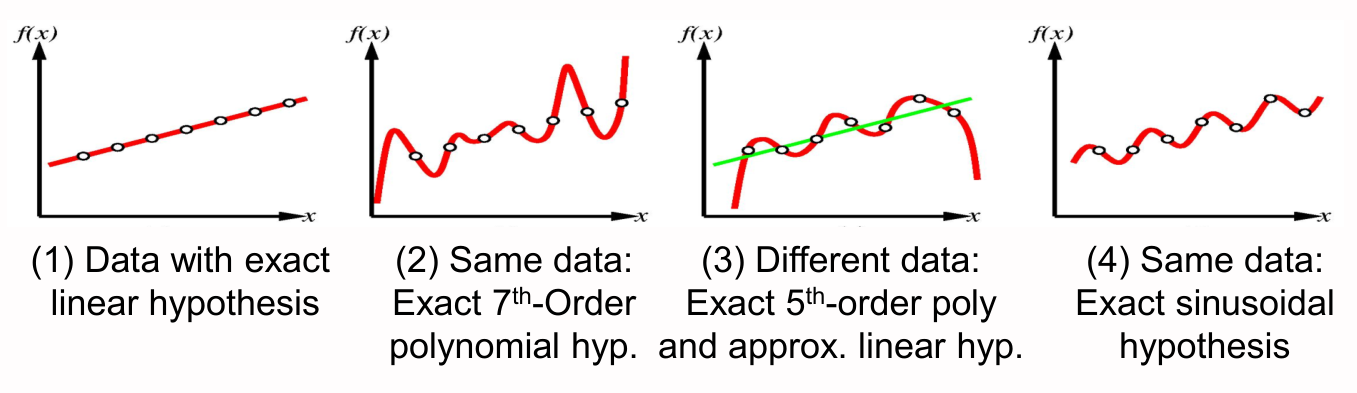 f(x)
x
(1) Data with exact
linear hypothesis
f(x)
x
(2) Same data:
Exact 7th-Order
polynomial hyp.
f(x)
x
(3) Different data:
Exact 5th-order poly
and approx. linear hyp.
f(x)
x
(4) Same data:
Exact sinusoidal
hypothesis